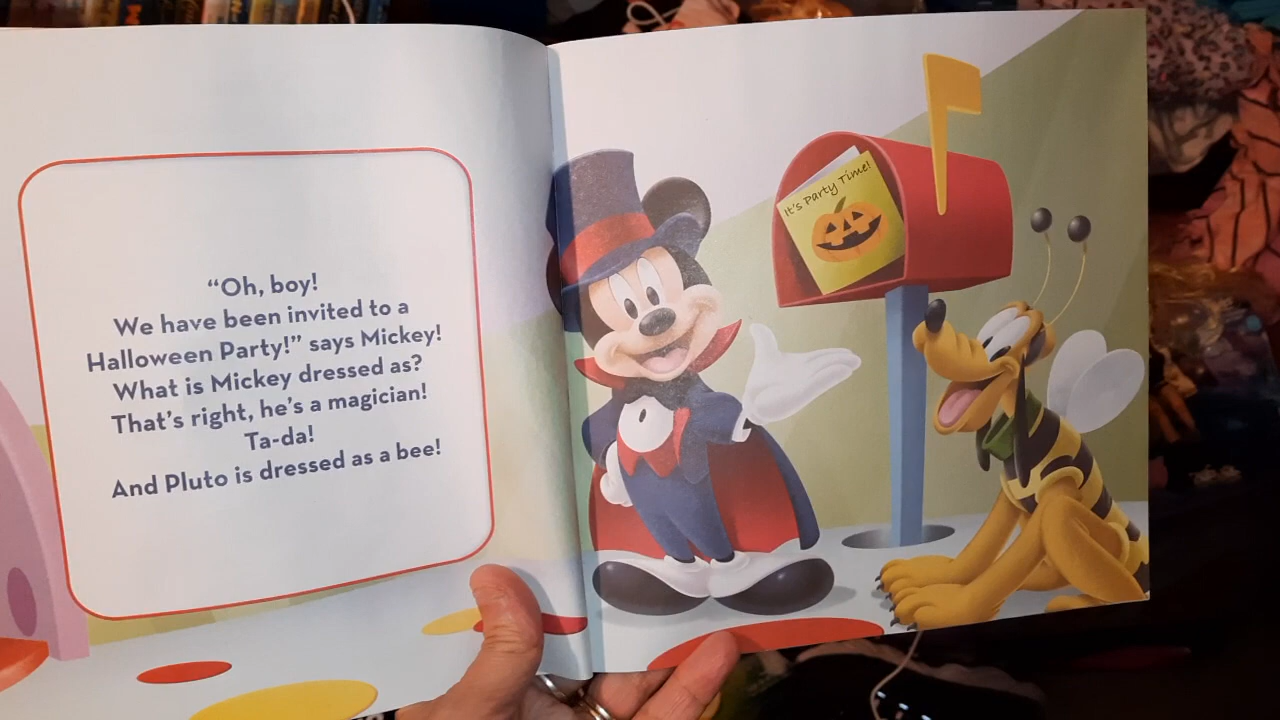 “Oh, boy!
We have been invited to a
Halloween Party!” says Mickey!
What is Mickey dressed as?
That’s right, he’s a magician!
Ta-da!
And Pluto is dressed as a bee!
It's Party Time!